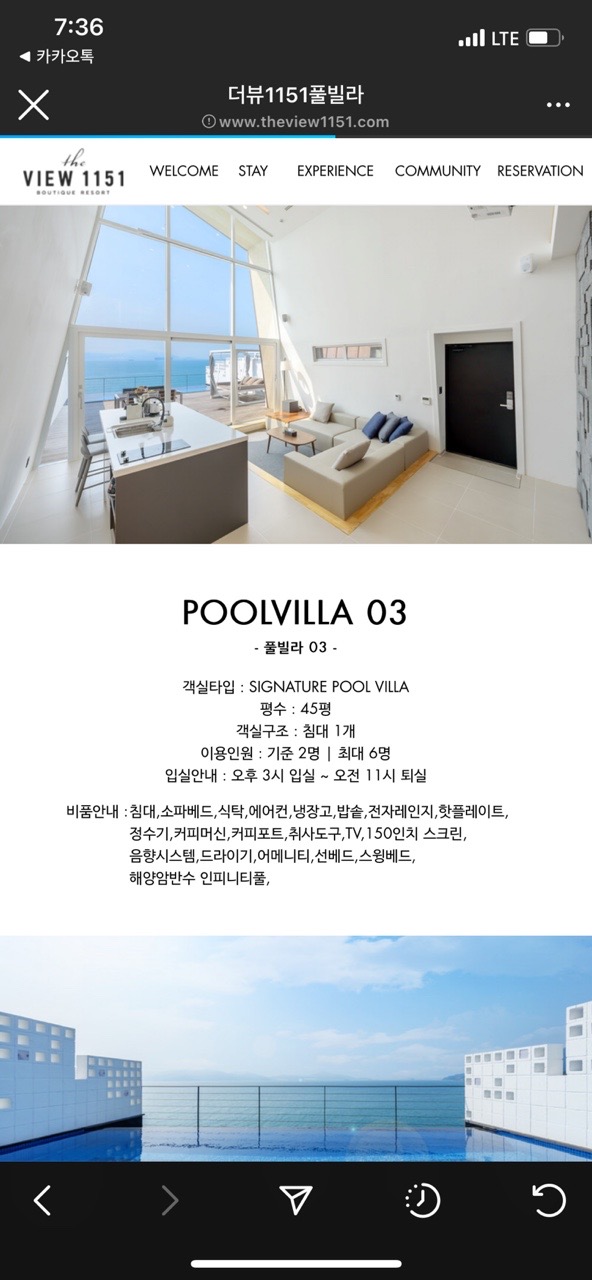 7:36
LTE
◀ 카카오톡
더뷰1151풀빌라
www.theview1151.com
the
VIEW 1151
BOUTIQUE RESORT
WELCOME STAY EXPERIENCE COMMUNITY RESERVATION
POOLVILLA 03
- 풀빌라 03 -
객실타입 : SIGNATURE POOL VILLA
평수 : 45평
객실구조 : 침대 1개
이용인원 : 기준 2명 | 최대 6명
입실안내 : 오후 3시 입실 ~ 오전 11시 퇴실
비품안내 :침대,소파베드,식탁,에어컨,냉장고,밥솥,전자레인지,핫플레이트,
정수기,커피머신,커피포트,취사도구,TV,150인치 스크린,
음향시스템,드라이기,어메니티,선베드,스윙베드,
해양암반수 인피니티풀,